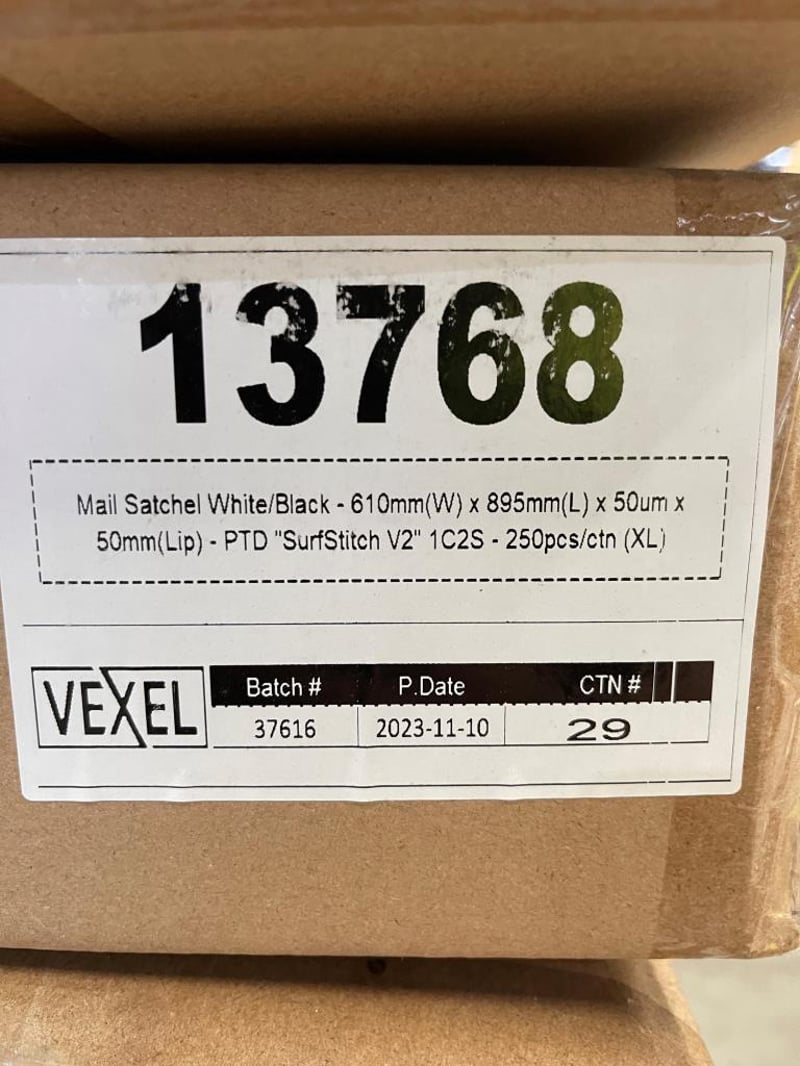 13768
Mail Satchel White/Black - 610mm(W) x 895mm(L) x 50um x
50mm(Lip) - PTD "SurfStitch V2" 1C2S - 250pcs/ctn (XL)
VEXEL
Batch # P.Date CTN #
37616 2023-11-10 29